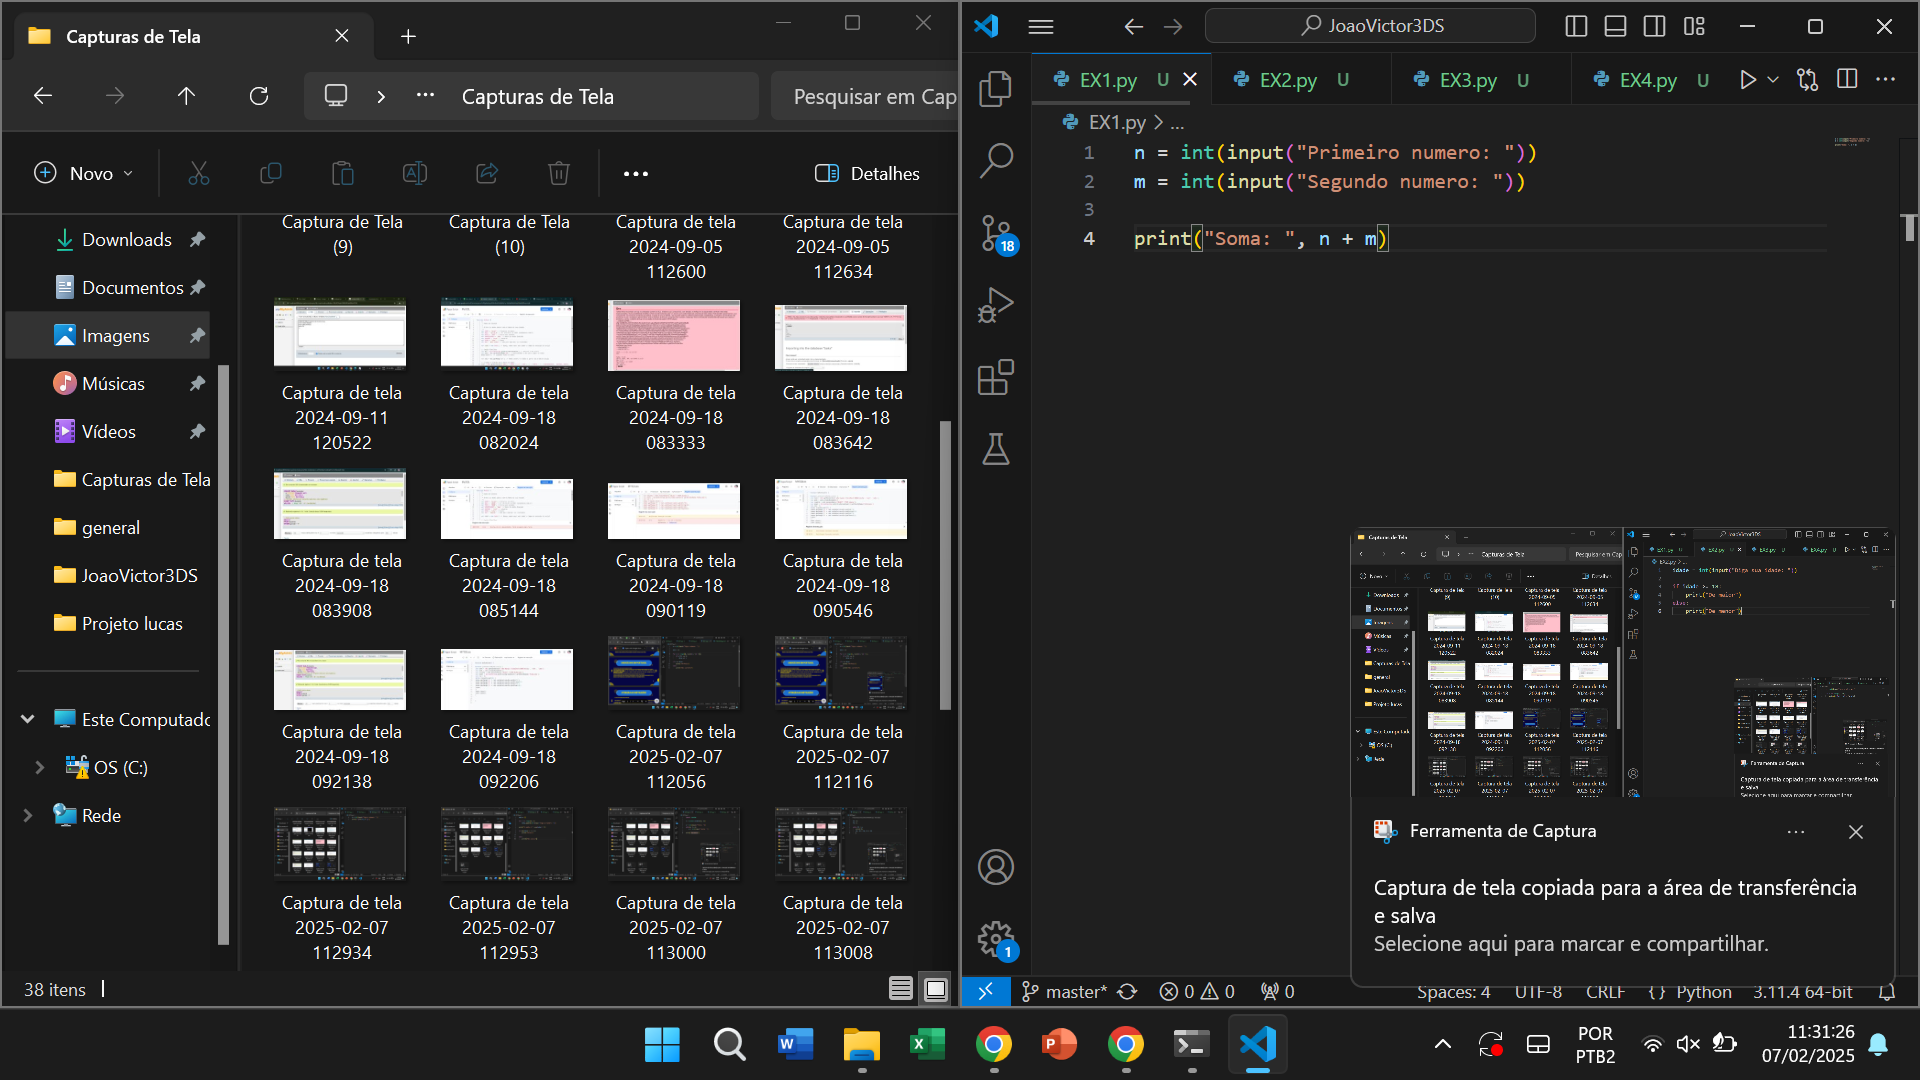 Capturas de Tela
Capturas de Tela
Pesquisar em Cap
Novo
Detalhes
Downloads
Documentos
Imagens
Músicas
Vídeos
Capturas de Tela
general
JoaoVictor3DS
Projeto lucas
Este Computado
OS (C:)
Rede
Captura de Tela (9)
Captura de Tela (10)
Captura de tela 2024-09-05 112600
Captura de tela 2024-09-05 112634
Captura de tela 2024-09-11 120522
Captura de tela 2024-09-18 082024
Captura de tela 2024-09-18 083333
Captura de tela 2024-09-18 083642
Captura de tela 2024-09-18 083908
Captura de tela 2024-09-18 085144
Captura de tela 2024-09-18 090119
Captura de tela 2024-09-18 090546
Captura de tela 2024-09-18 092138
Captura de tela 2024-09-18 092206
Captura de tela 2025-02-07 112056
Captura de tela 2025-02-07 112116
Captura de tela 2025-02-07 112934
Captura de tela 2025-02-07 112953
Captura de tela 2025-02-07 113000
Captura de tela 2025-02-07 113008
38 itens
JoaoVictor3DS
EX1.py U
EX2.py U
EX3.py U
EX4.py U
EX1.py > ...
1 n = int(input("Primeiro numero: "))
2 m = int(input("Segundo numero: "))
3
4 print("Soma: ", n + m)
18
1
Ferramenta de Captura
Captura de tela copiada para a área de transferência
e salva
Selecione aqui para marcar e compartilhar.
master* 0 0 0
Spaces: 4 UTF-8 CRLF {} Python 3.11.4 64-bit
POR
PTB2
11:31:26
07/02/2025